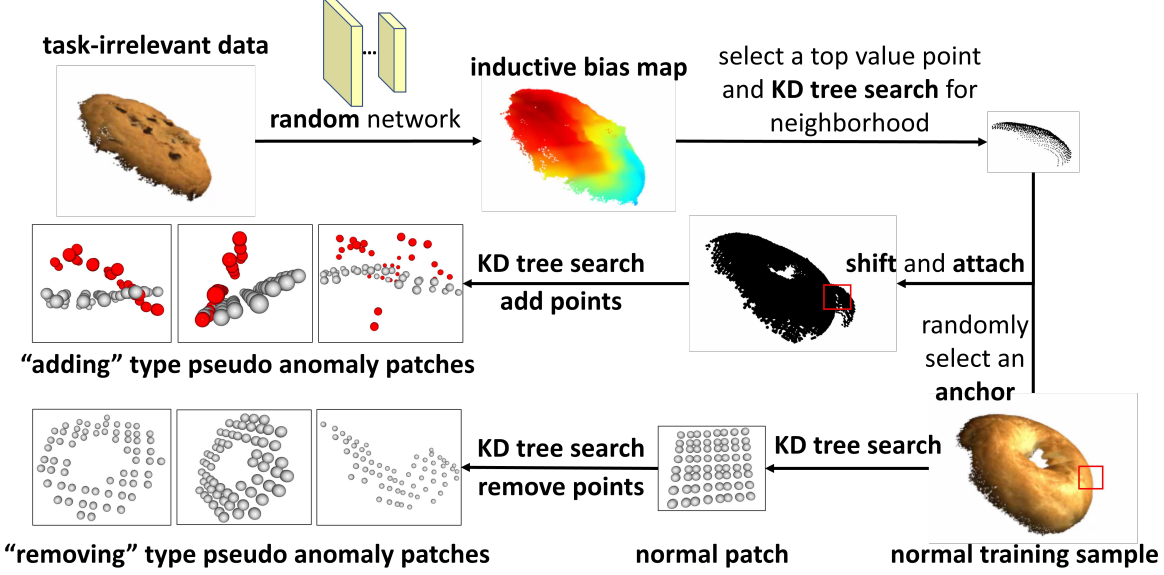 task-irrelevant data
...
random network
inductive bias map
select a top value point
and KD tree search for
neighborhood
KD tree search
add points
shift and attach
randomly
select an
anchor
“adding” type pseudo anomaly patches
KD tree search
remove points
KD tree search
“removing” type pseudo anomaly patches
normal patch
normal training sample